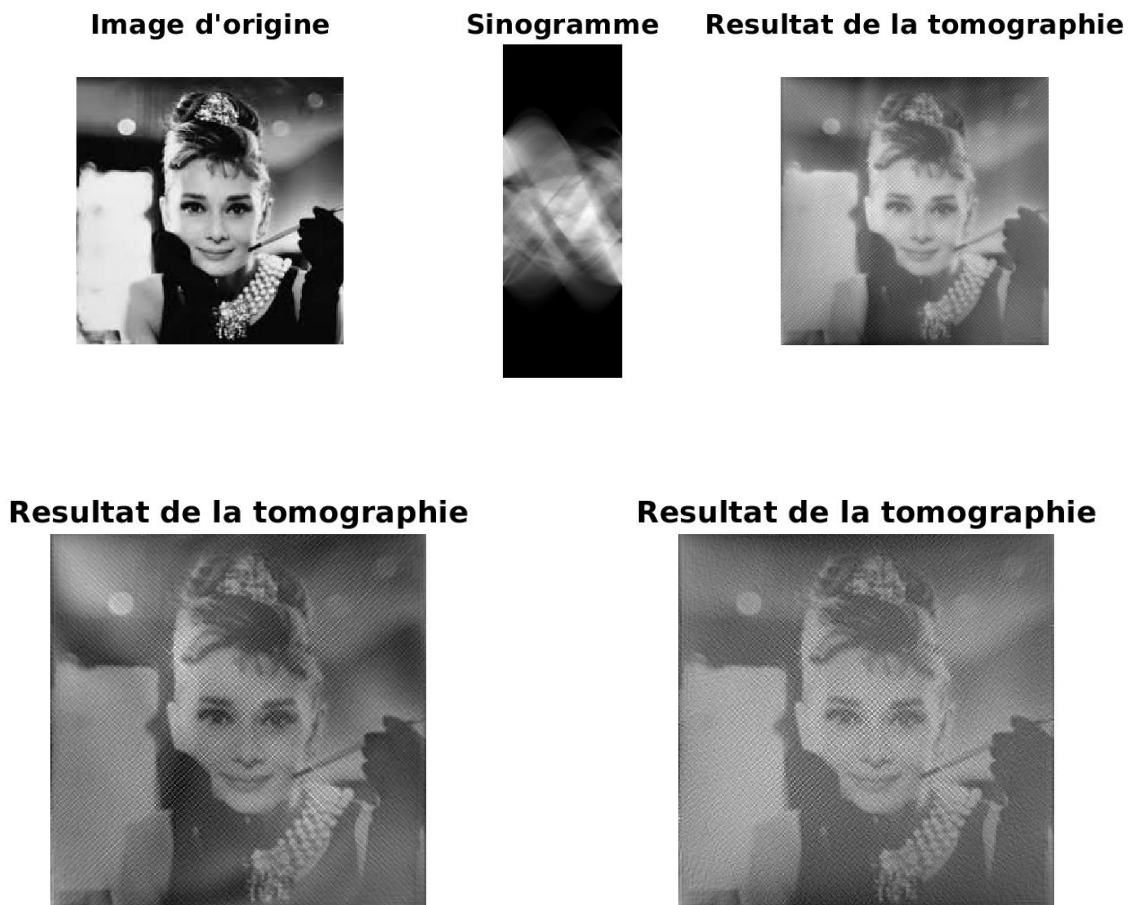 Image d'origine
Sinogramme
Resultat de la tomographie
Resultat de la tomographie
Resultat de la tomographie